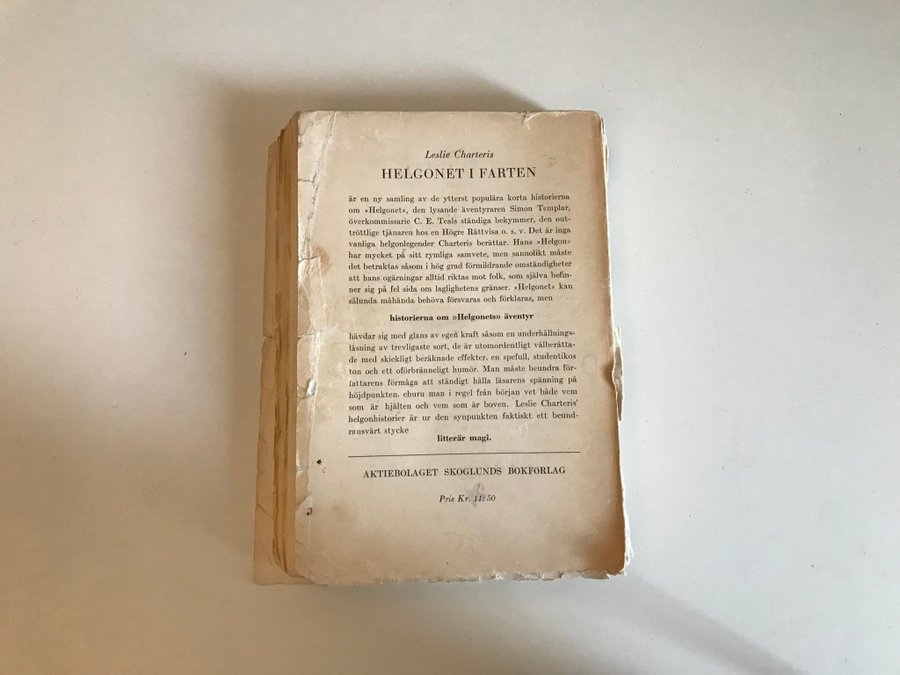 Leslie Charteris
HELGONET I FARTEN
är en ny samling av de ytterst populära korta historierna
om »Helgonet», den lysande äventyraren Simon Templar,
överkommissarie C. E. Teals ständiga bekymmer, den out-
tröttlige tjänaren hos en Högre Rättvisa o. s. v. Det är inga
vanliga helgonlegender Charteris berättar. Hans »Helgon»
har mycket på sitt rymliga samvete, men sannolikt måste
det betraktas såsom i hög grad förmildrande omständigheter
att hans ogärningar alltid riktas mot folk, som själva befin-
ner sig på fel sida om laglighetens gränser. »Helgonet» kan
sålunda måhända behöva försvaras och förklaras, men
historierna om »Helgonets» äventyr
hävdar sig med glans av egen kraft såsom en underhållnings-
läsning av trevligaste sort, de är utomordentligt välberätta-
de med skickligt beräknade effekter, en spefull, studentikos
ton och ett oförbränneligt humör. Man måste beundra för-
fattarens förmåga att ständigt hålla läsarens spänning på
höjdpunkten, churu man i regel från början vet både vem
som är hjälten och vem som är boven. Leslie Charteris'
helgonhistorier är ur den synpunkten faktiskt ett beund-
ransvärt stycke
litterär magi.
AKTIEBOLAGET SKOGLUNDS BOKFÖRLAG
Pris Kr. 50